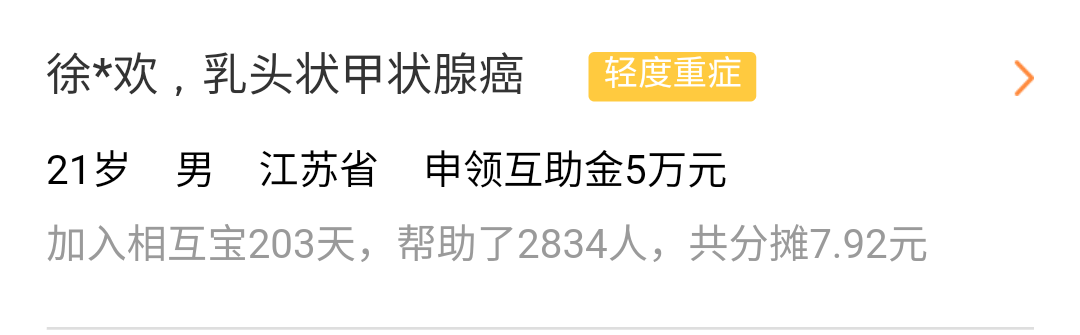 徐*欢，乳头状甲状腺癌 轻度重症
21岁 男 江苏省 申领互助金5万元
加入相互宝203天，帮助了2834人，共分摊7.92元